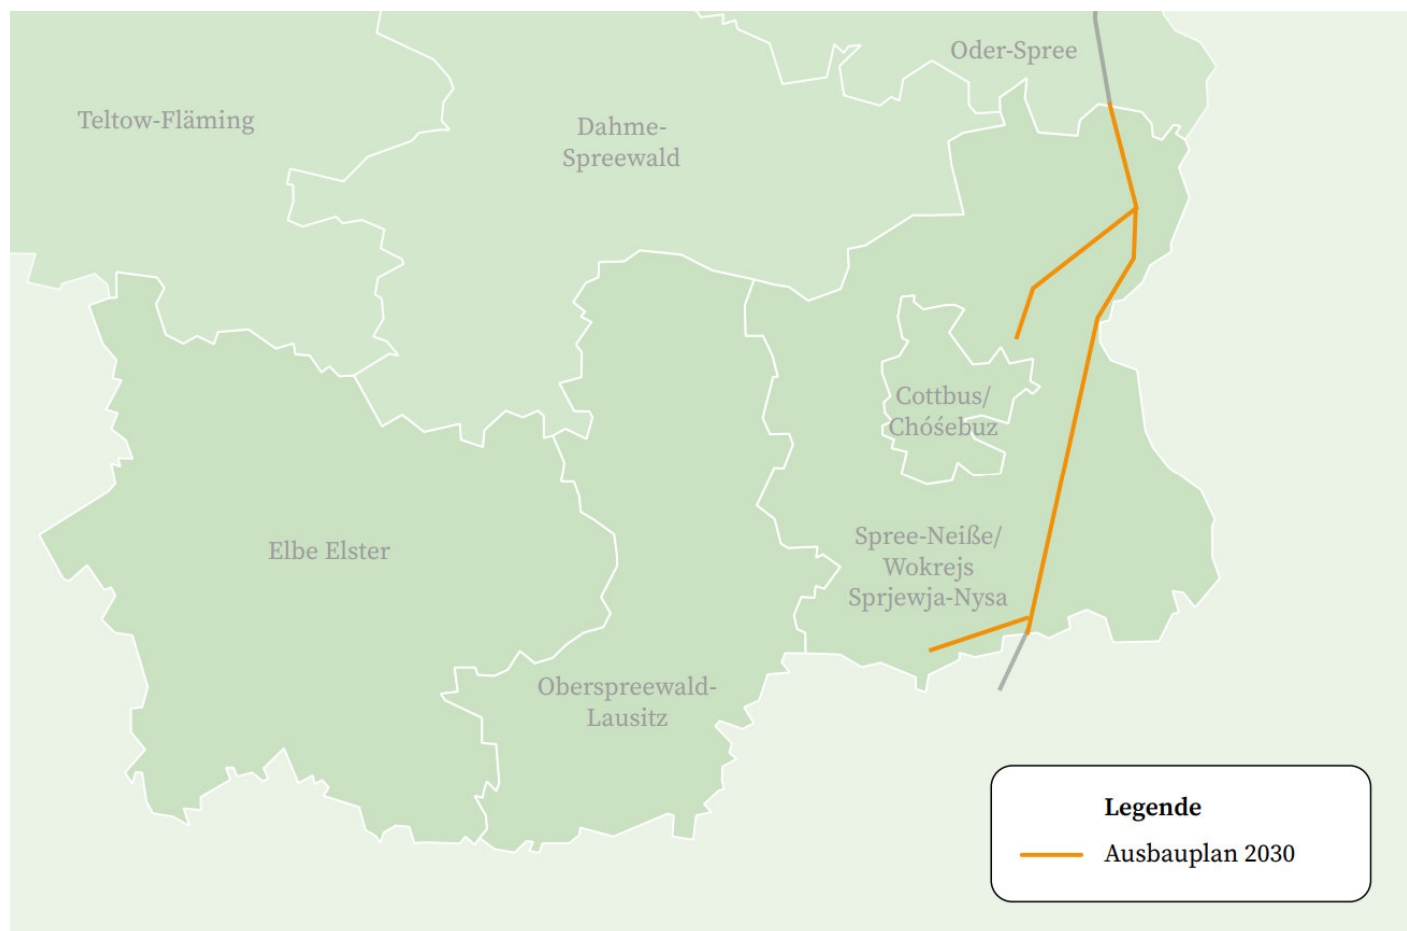 Oder-Spree
Teltow-Fläming
Dahme-
Spreewald
Cottbus/
Chóśebuz
Spree-Neiße/
Wokrejs
Sprjewja-Nysa
Elbe Elster
Oberspreewald-
Lausitz
Legende
Ausbauplan 2030